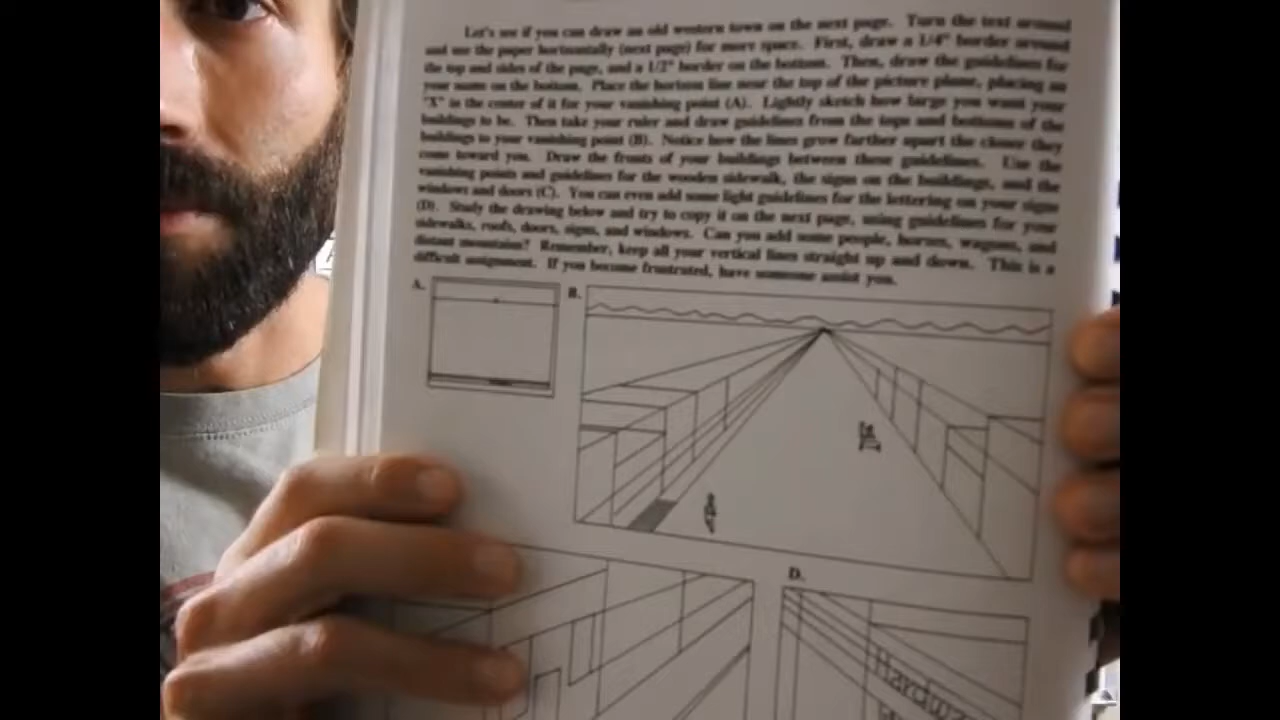 Let's see if you can draw an old western town on the next page. Turn the text around
and use the paper horizontally (next page) for more space. First, draw a 1/4" border around
the top and sides of the page, and a 1/2" border on the bottom. Then, draw the guidelines for
your name on the bottom. Place the horizon line near the top of the picture plane, placing an
"X" in the center of it for your vanishing point (A). Lightly sketch how large you want your
buildings to be. Then take your ruler and draw guidelines from the tops and bottoms of the
buildings to your vanishing point (B). Notice how the lines grow farther apart the closer they
come toward you. Draw the fronts of your buildings between these guidelines. Use the
vanishing points and guidelines for the wooden sidewalk, the signs on the buildings, and the
windows and doors (C). You can even add some light guidelines for the lettering on your signs
(D). Study the drawing below and try to copy it on the next page, using guidelines for your
sidewalks, roofs, doors, signs, and windows. Can you add some people, horses, wagons, and
distant mountains? Remember, keep all your vertical lines straight up and down. This is a
difficult assignment. If you become frustrated, have someone assist you.
A.
B.
D.
Hardwa